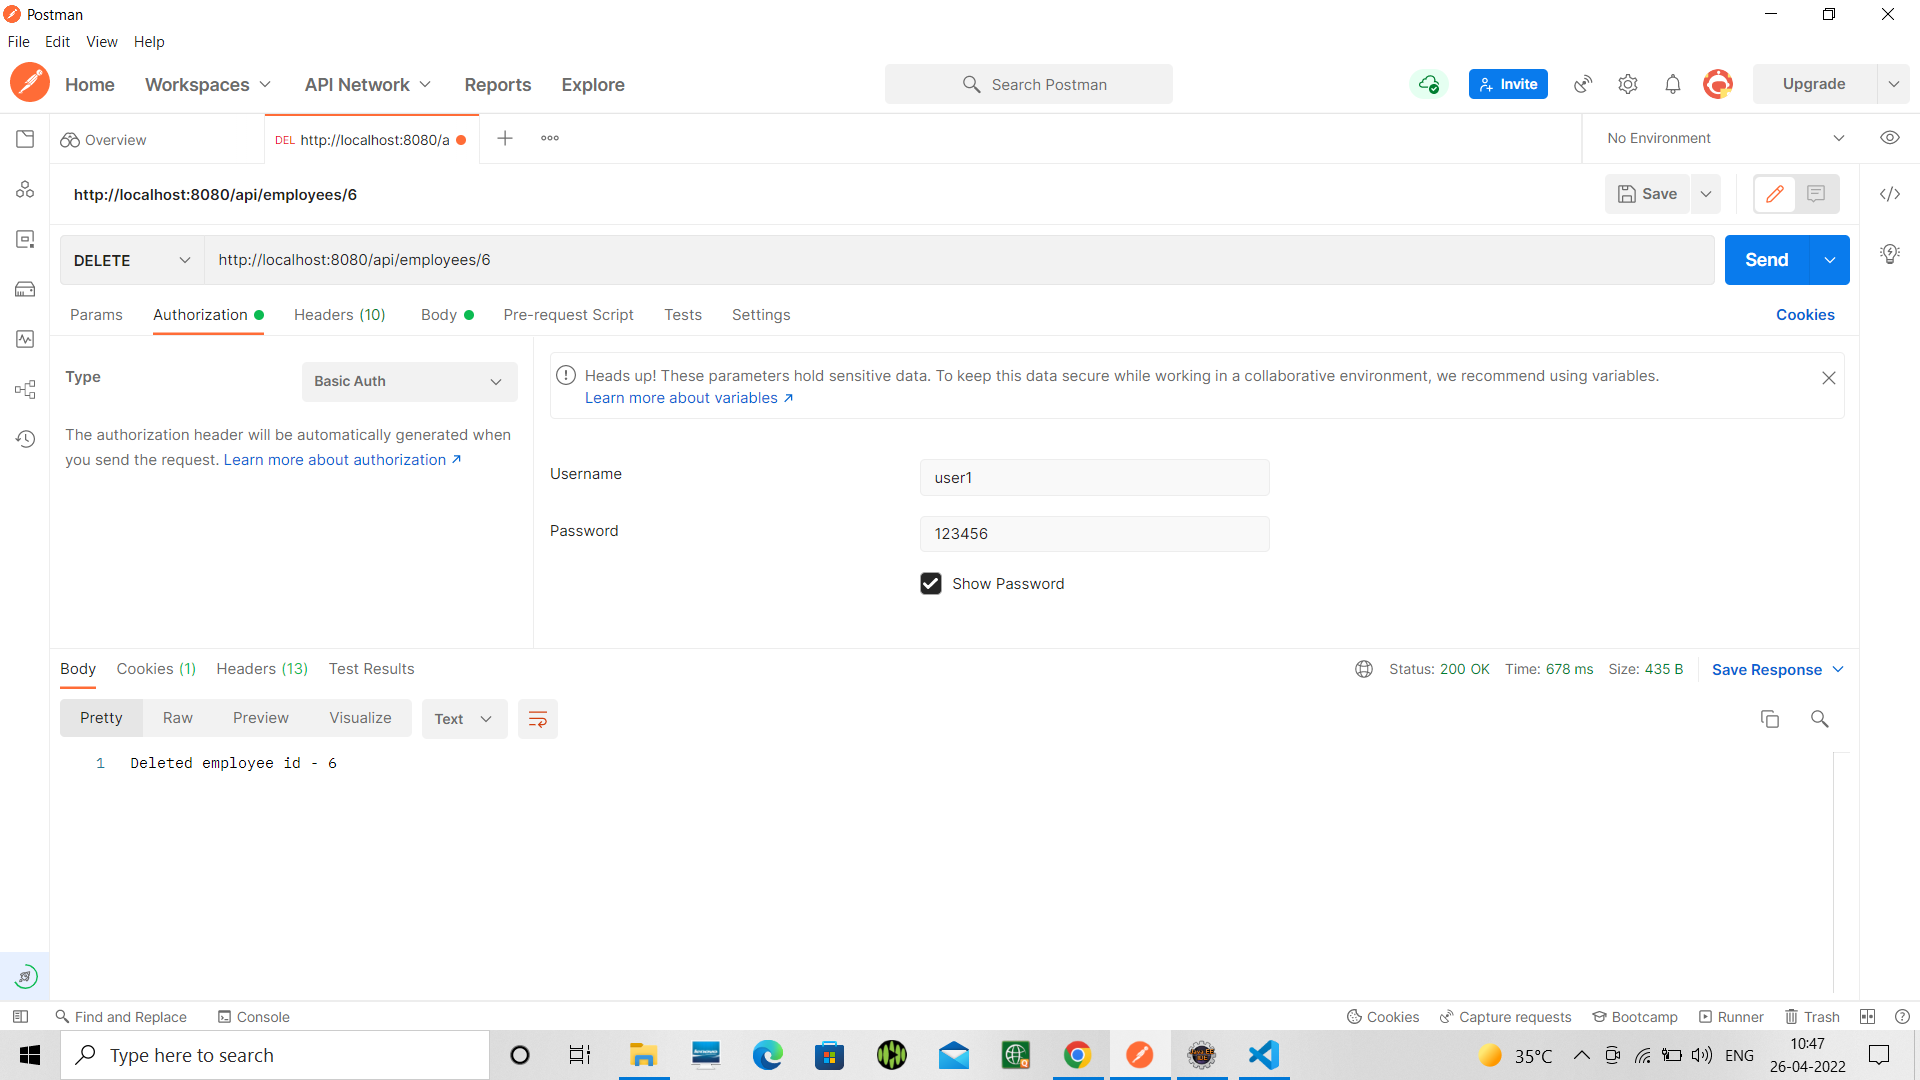 Postman
File Edit View Help
Home Workspaces API Network Reports Explore Search Postman Invite Upgrade
Overview DEL http://localhost:8080/a No Environment
http://localhost:8080/api/employees/6 Save
DELETE http://localhost:8080/api/employees/6 Send
Params Authorization Headers (10) Body Pre-request Script Tests Settings Cookies
Type Basic Auth
The authorization header will be automatically generated when
you send the request. Learn more about authorization ↗
Heads up! These parameters hold sensitive data. To keep this data secure while working in a collaborative environment, we recommend using variables.
Learn more about variables ↗
Username user1
Password 123456
Show Password
Body Cookies (1) Headers (13) Test Results Status: 200 OK Time: 678 ms Size: 435 B Save Response
Pretty Raw Preview Visualize Text
1 Deleted employee id - 6
Find and Replace Console Cookies Capture requests Bootcamp Runner Trash
Type here to search 35°C ENG 10:47
26-04-2022